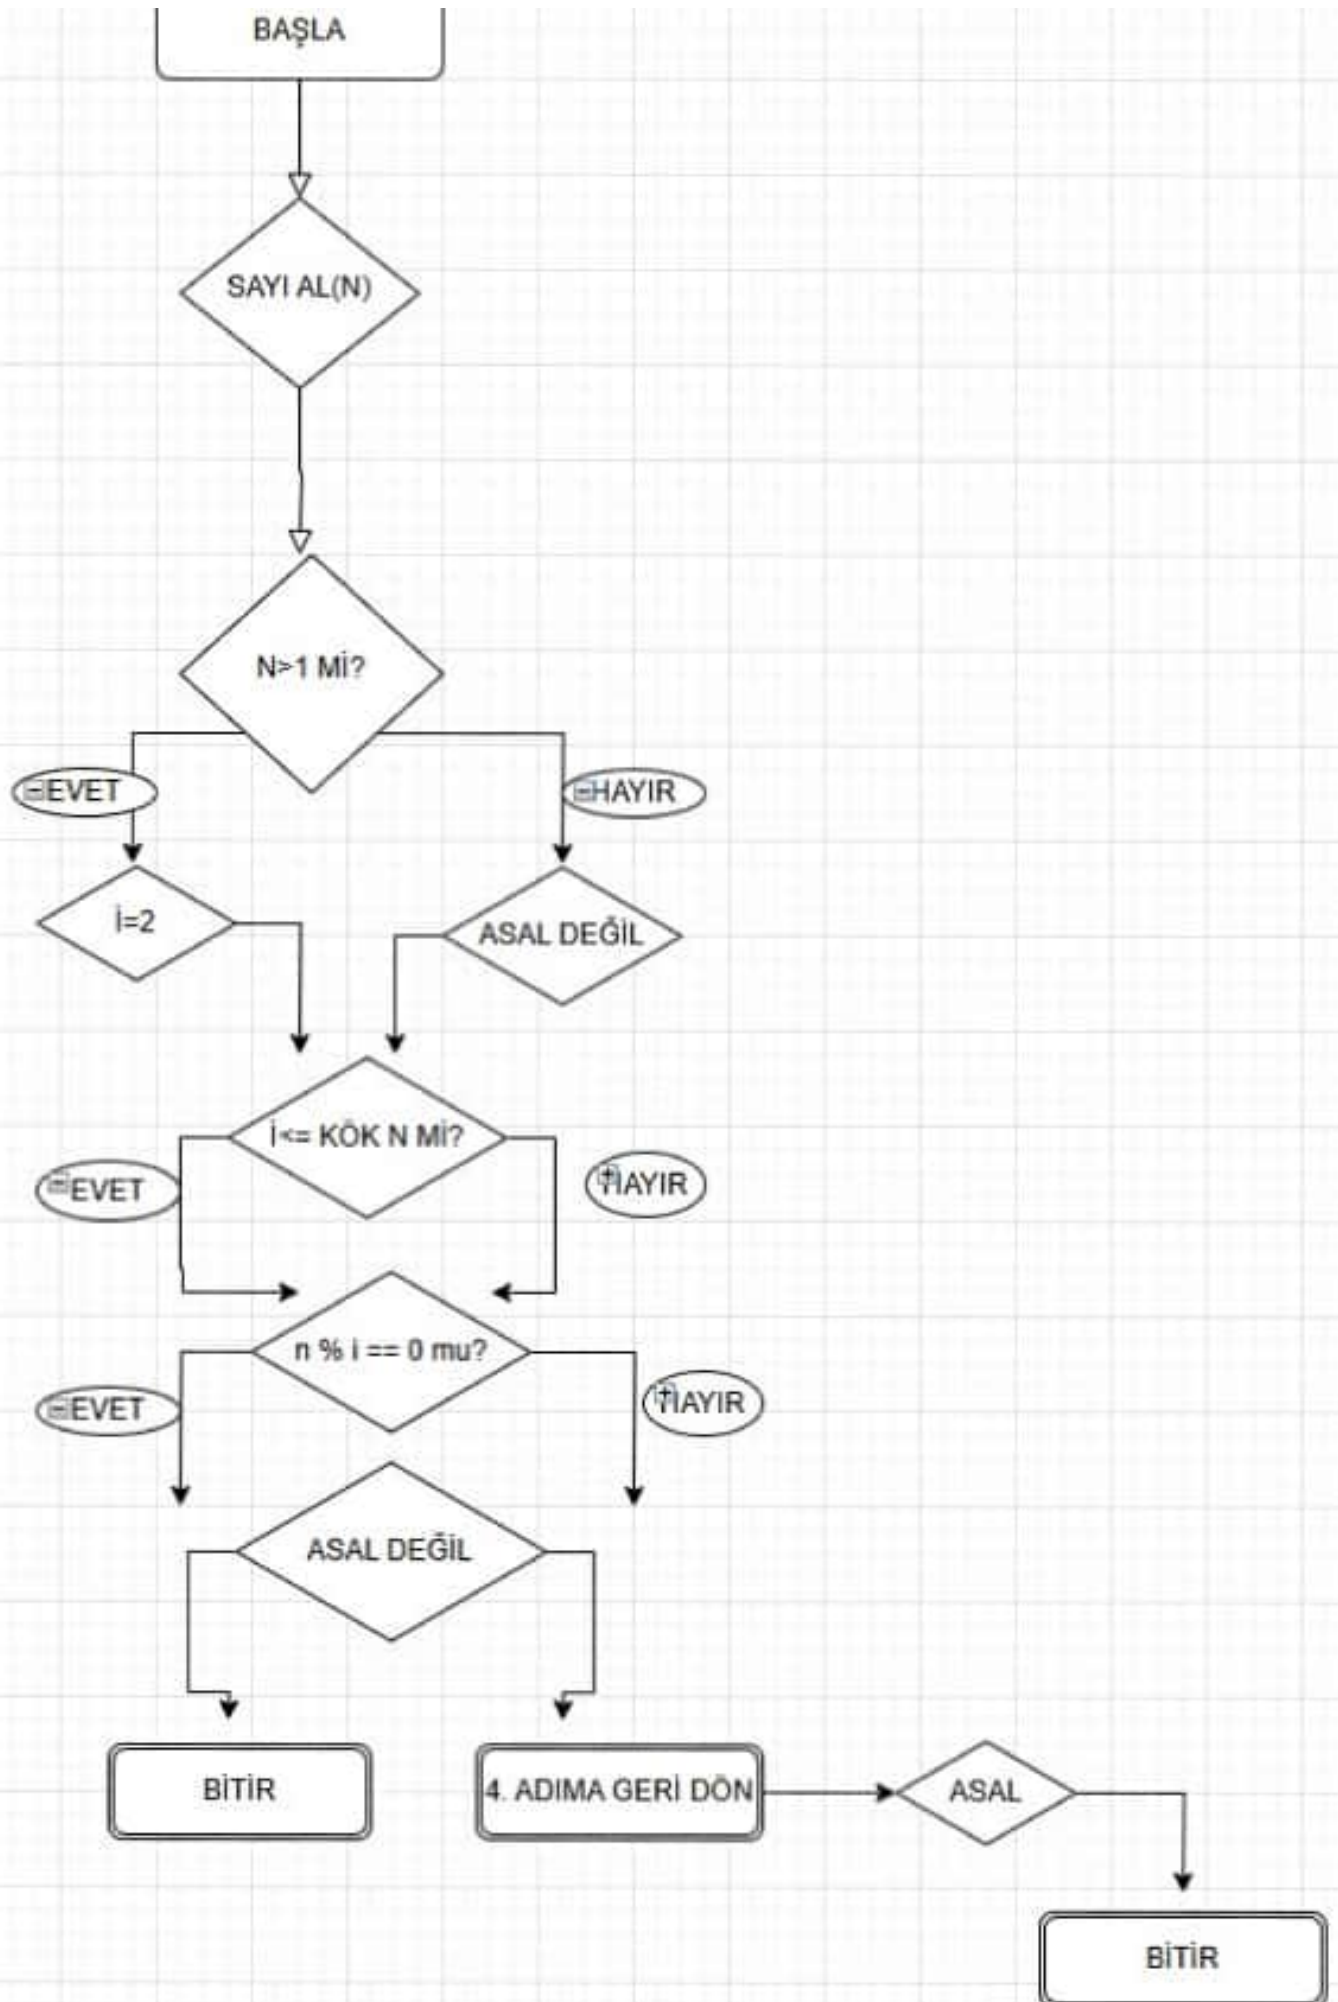 BAŞLA
SAYI AL(N)
N>1 Mİ?
EVET
HAYIR
İ=2
ASAL DEĞİL
İ<= KÖK N Mİ?
EVET
HAYIR
n % i == 0 mu?
EVET
HAYIR
ASAL DEĞİL
BİTİR
4. ADIMA GERİ DÖN
ASAL
BİTİR